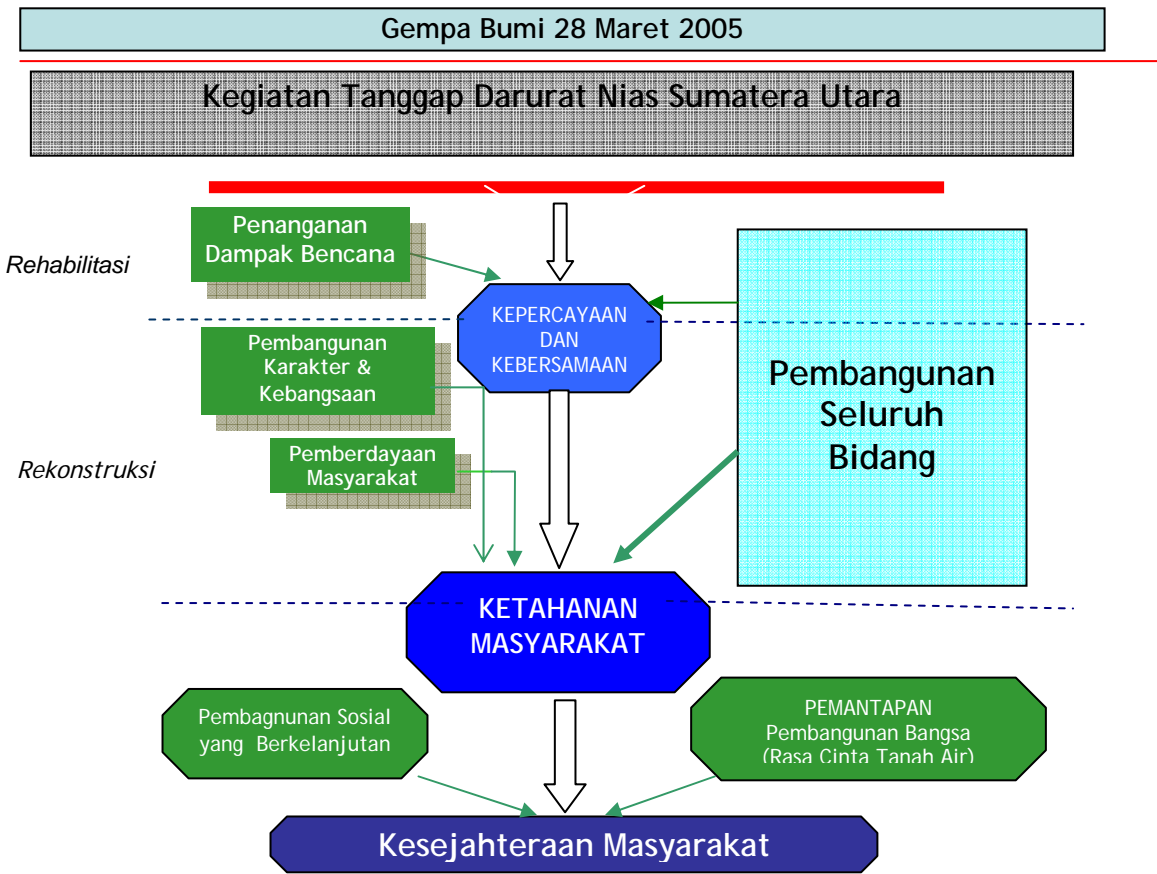 Gempa Bumi 28 Maret 2005
Kegiatan Tanggap Darurat Nias Sumatera Utara
Penanganan
Dampak Bencana
Rehabilitasi
KEPERCAYAAN
DAN
KEBERSAMAAN
Pembangunan
Karakter &
Kebangsaan
Pembangunan
Seluruh
Bidang
Pemberdayaan
Masyarakat
Rekonstruksi
KETAHANAN
MASYARAKAT
Pembagnunan Sosial
yang Berkelanjutan
PEMANTAPAN
Pembangunan Bangsa
(Rasa Cinta Tanah Air)
Kesejahteraan Masyarakat